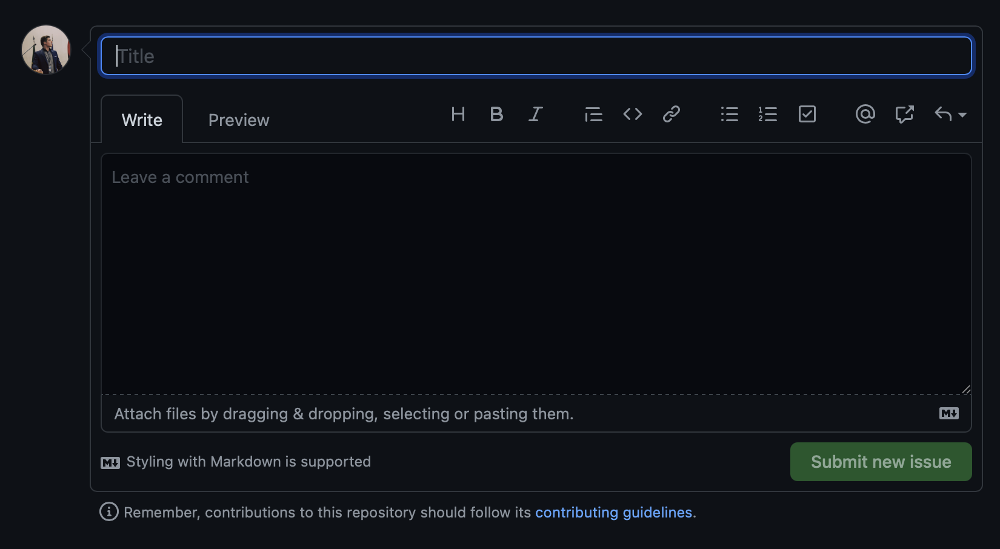 Title
Write
Preview
H B I
@
Leave a comment
Attach files by dragging & dropping, selecting or pasting them.
M
M Styling with Markdown is supported
Submit new issue
Remember, contributions to this repository should follow its contributing guidelines.